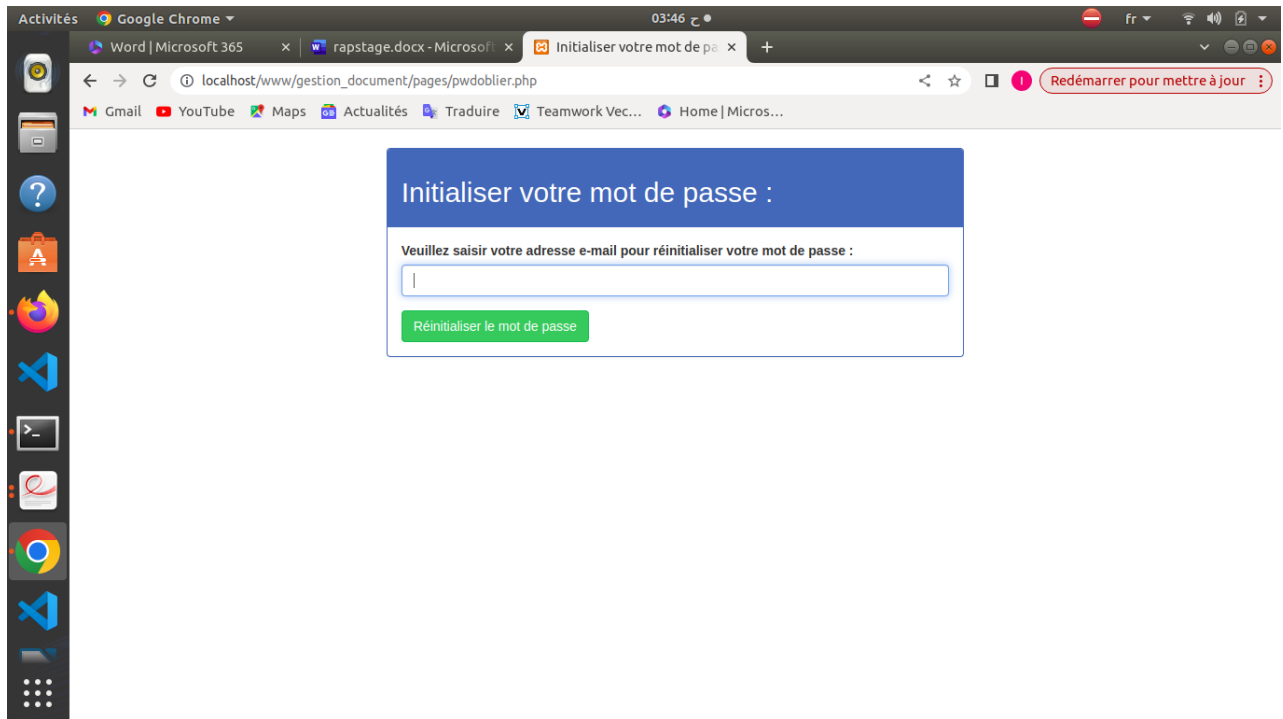 Activités Google Chrome 03:46 ح fr
Word | Microsoft 365 rapstage.docx - Microsoft Initialiser votre mot de pa
localhost/www/gestion_document/pages/pwdoblier.php I Redémarrer pour mettre à jour
Gmail YouTube Maps Actualités Traduire Teamwork Vec... Home | Micros...
Initialiser votre mot de passe :
Veuillez saisir votre adresse e-mail pour réinitialiser votre mot de passe :
Réinitialiser le mot de passe